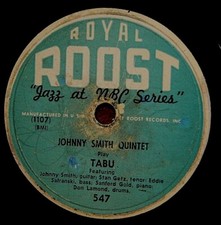 ROYAL
ROOST
"Jazz at NBC Series"
MANUFACTURED IN
BY ROOST RECORDS, INC.
(1107)
JOHNNY SMITH QUINTET
Play
TABU
Featuring
Johnny Smith, guitar; Stan Getz, tenor; Eddie
Safranski, bass; Sanford Gold, piano;
Don Lamond, drums.
547